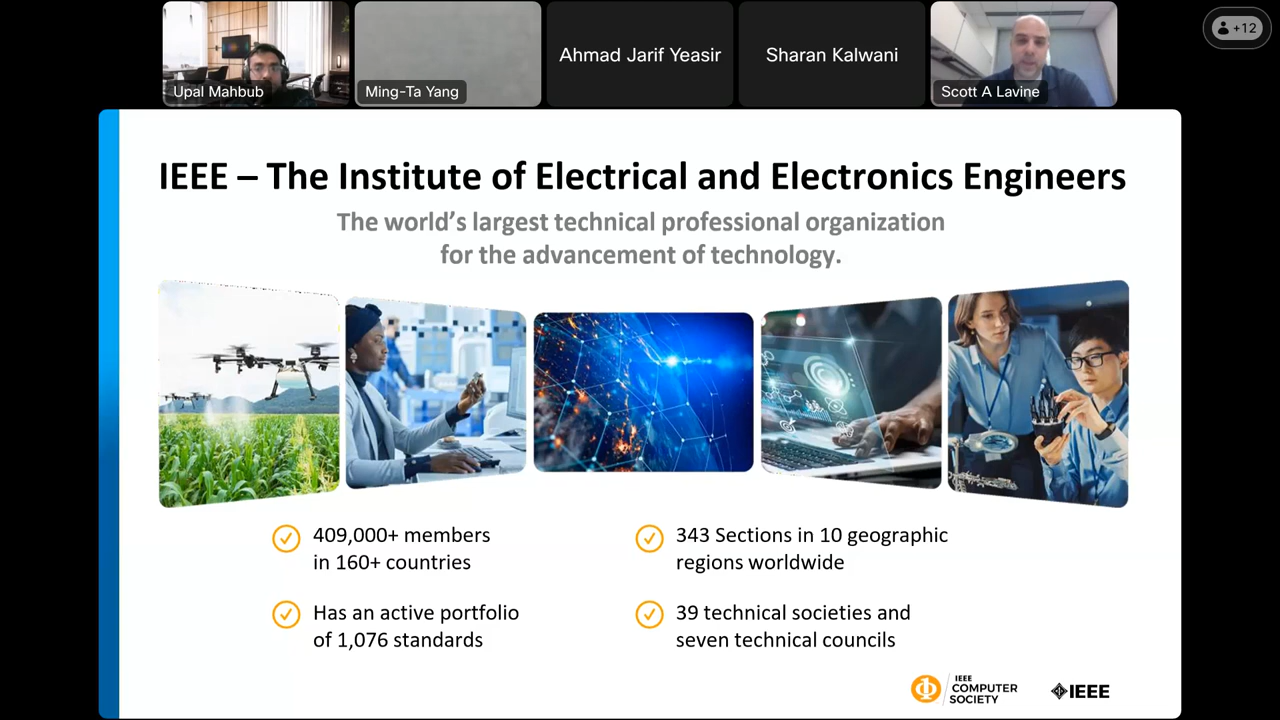 Upal Mahbub
Ming-Ta Yang
Ahmad Jarif Yeasir
Sharan Kalwani
Scott A Lavine
+12
IEEE – The Institute of Electrical and Electronics Engineers
The world’s largest technical professional organization
for the advancement of technology.
409,000+ members
in 160+ countries
343 Sections in 10 geographic
regions worldwide
Has an active portfolio
of 1,076 standards
39 technical societies and
seven technical councils
IEEE
COMPUTER
SOCIETY
IEEE